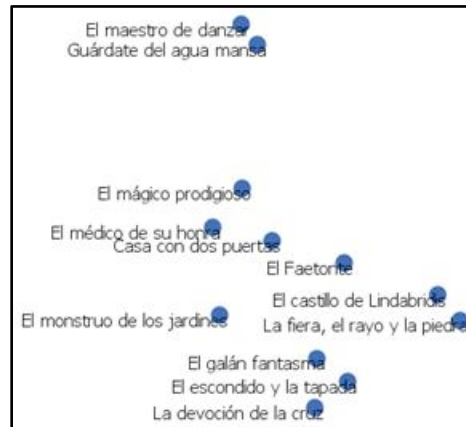 El maestro de danzar
Guárdate del agua mansa
El mágico prodigioso
El médico de su honra
Casa con dos puertas
El Faetonte
El castillo de Lindabridis
La fiera, el rayo y la piedra
El monstruo de los jardines
El galán fantasma
El escondido y la tapada
La devoción de la cruz